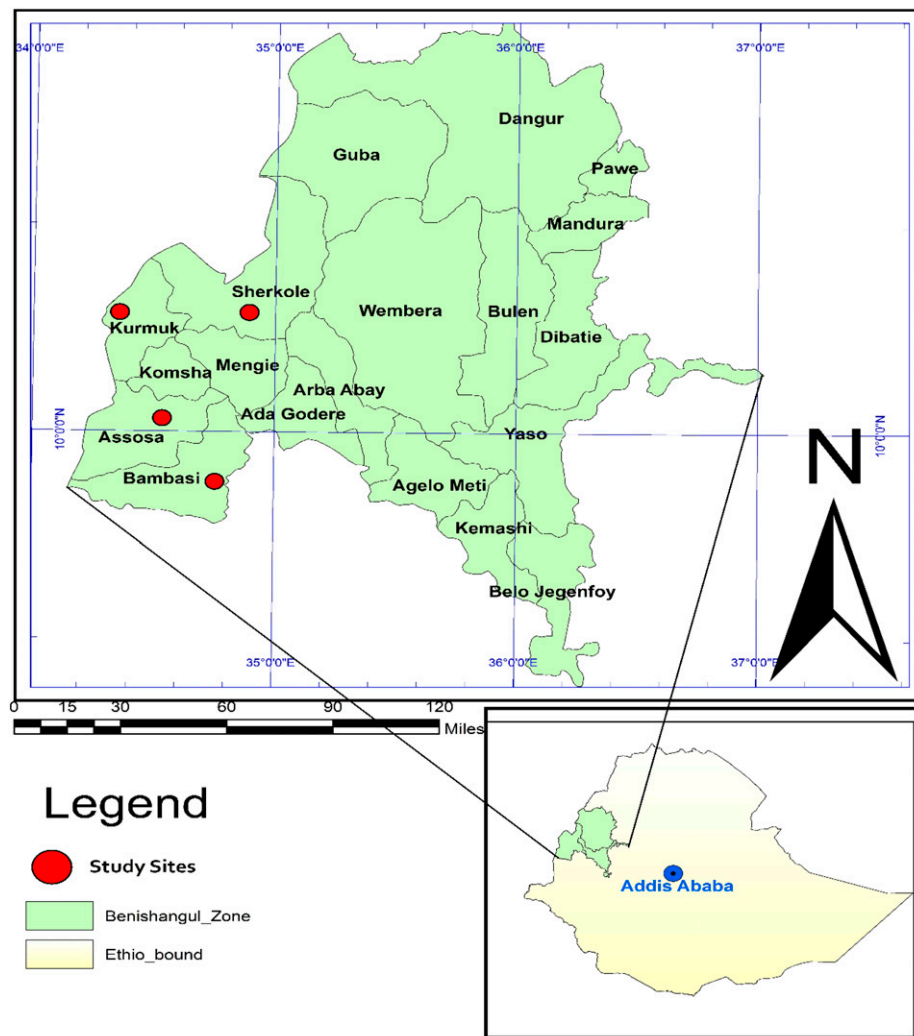 34°0'0"E 35°0'0"E 36°0'0"E 37°0'0"E
Dangur
Guba
Pawe
Mandura
Sherkole
Wembera
Bulen
Kurmuk
Dibatie
Mengie
Komsha
Arba Abay
Ada Godere
10°0'0"N
Assosa
Yaso
10°0'0"N
Bambasi
Agelo Meti
Kemashi
Belo Jegenfoy
N
35°0'0"E 36°0'0"E 37°0'0"E
0 15 30 60 90 120
Miles
Legend
Study Sites
Benishangul_Zone
Ethio_bound
Addis Ababa